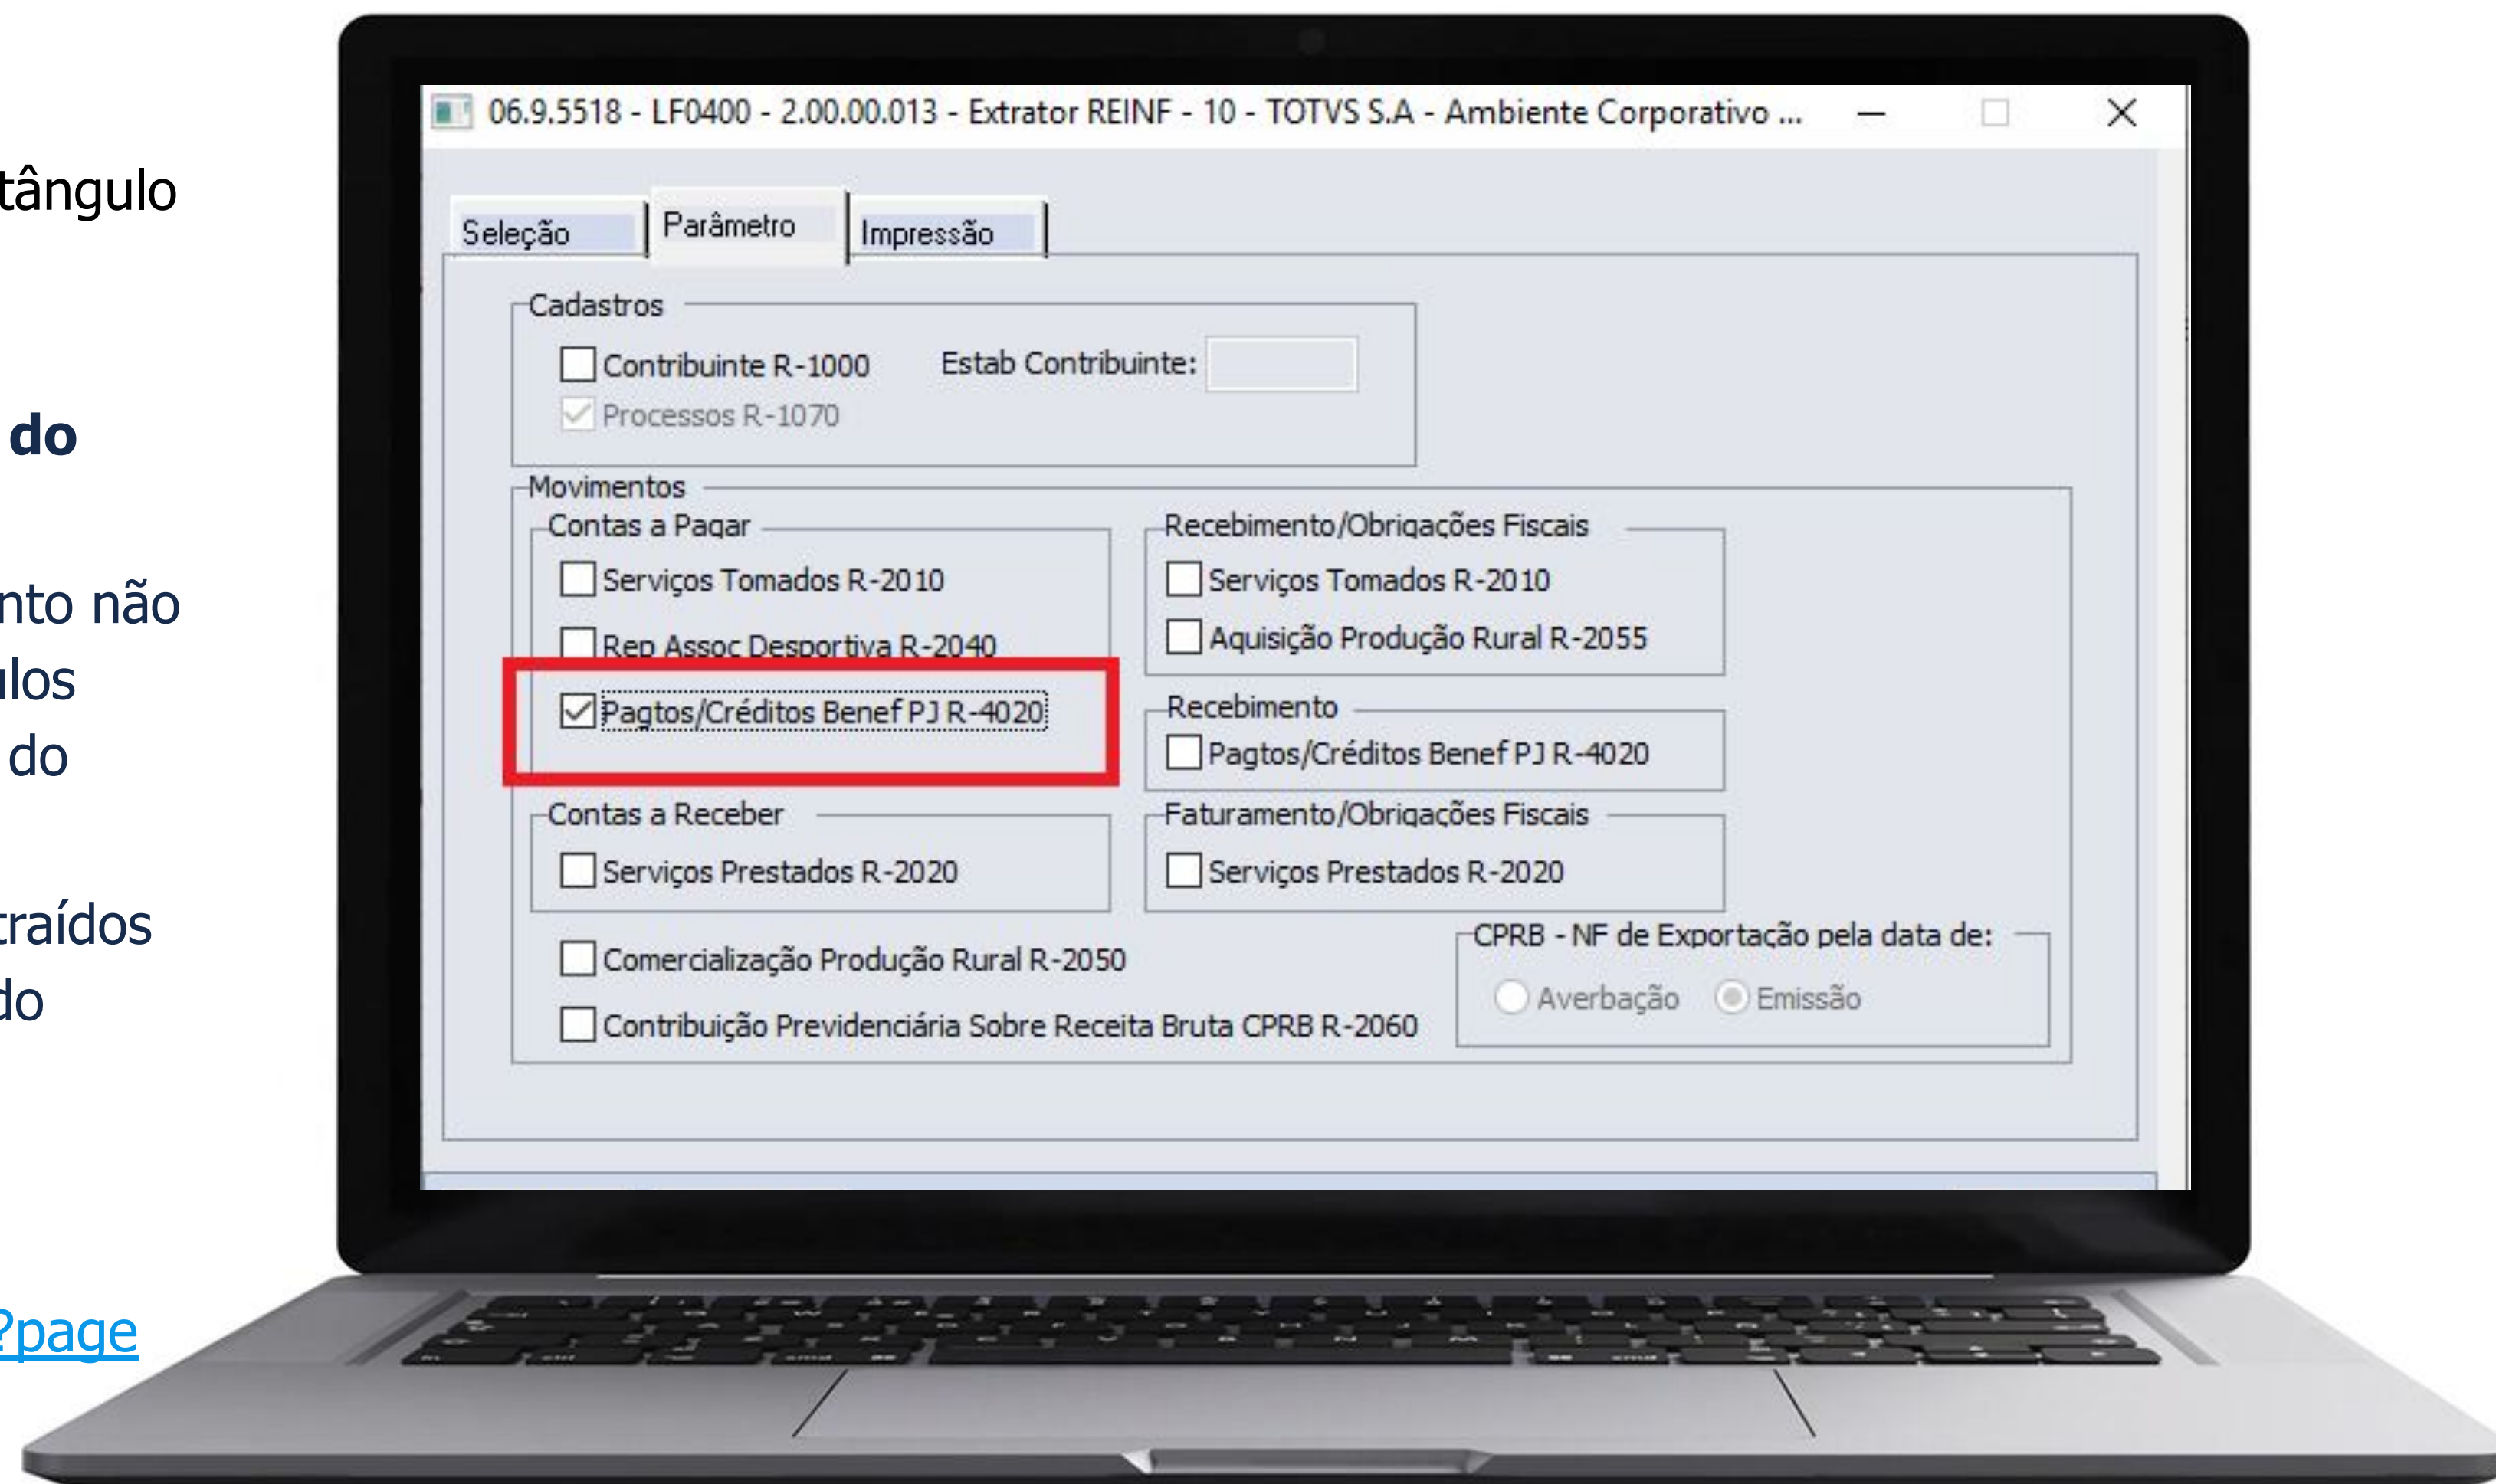 tângulo
do
nto não
ulos
do
traídos
do
?page
06.9.5518 - LF0400 - 2.00.00.013 - Extrator REINF - 10 - TOTVS S.A - Ambiente Corporativo ...
Seleção Parâmetro Impressão
Cadastros
Contribuinte R-1000 Estab Contribuinte:
Processos R-1070
Movimentos
Contas a Pagar
Serviços Tomados R-2010
Rep Assoc Desportiva R-2040
Pagtos/Créditos Benef PJ R-4020
Recebimento/Obrigações Fiscais
Serviços Tomados R-2010
Aquisição Produção Rural R-2055
Recebimento
Pagtos/Créditos Benef PJ R-4020
Contas a Receber
Serviços Prestados R-2020
Faturamento/Obrigações Fiscais
Serviços Prestados R-2020
Comercialização Produção Rural R-2050
Contribuição Previdenciária Sobre Receita Bruta CPRB R-2060
CPRB - NF de Exportação pela data de:
Averbação Emissão